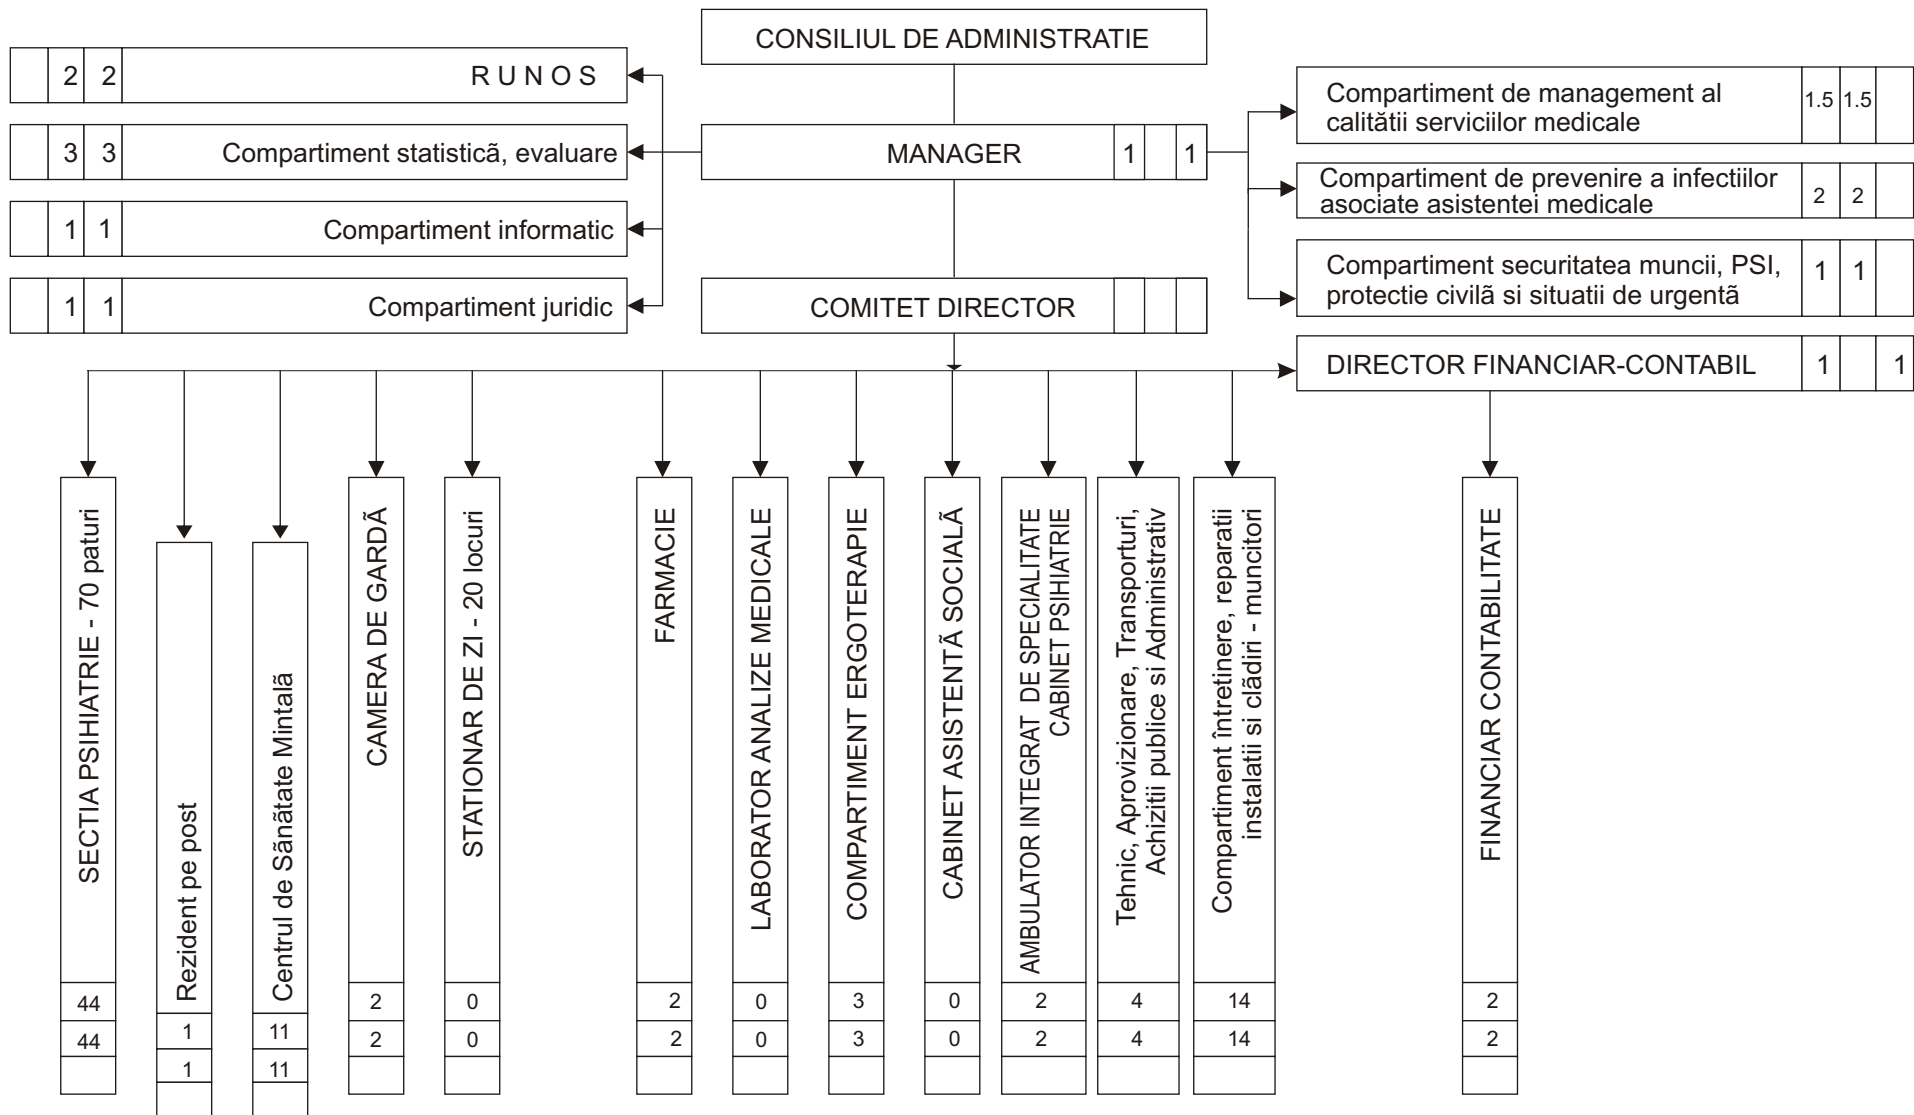 CONSILIUL DE ADMINISTRATIE
2 2 R U N O S
3 3 Compartiment statisticã, evaluare
1 1 Compartiment informatic
1 1 Compartiment juridic
MANAGER 1 1
COMITET DIRECTOR
Compartiment de management al
calitãtii serviciilor medicale
1.5 1.5
Compartiment de prevenire a infectiilor
asociate asistentei medicale
2 2
Compartiment securitatea muncii, PSI,
protectie civilã si situatii de urgentã
1 1
DIRECTOR FINANCIAR-CONTABIL 1 1
SECTIA PSIHIATRIE - 70 paturi
44
44
Rezident pe post
1
1
Centrul de Sãnãtate Mintalã
11
11
CAMERA DE GARDÃ
2
2
STATIONAR DE ZI - 20 locuri
0
0
FARMACIE
2
2
LABORATOR ANALIZE MEDICALE
0
0
COMPARTIMENT ERGOTERAPIE
3
3
CABINET ASISTENTÃ SOCIALÃ
0
0
AMBULATOR INTEGRAT DE SPECIALITATE
CABINET PSIHIATRIE
2
2
Tehnic, Aprovizionare, Transporturi,
Achizitii publice si Administrativ
4
4
Compartiment întretinere, reparatii
instalatii si clãdiri - muncitori
14
14
FINANCIAR CONTABILITATE
2
2